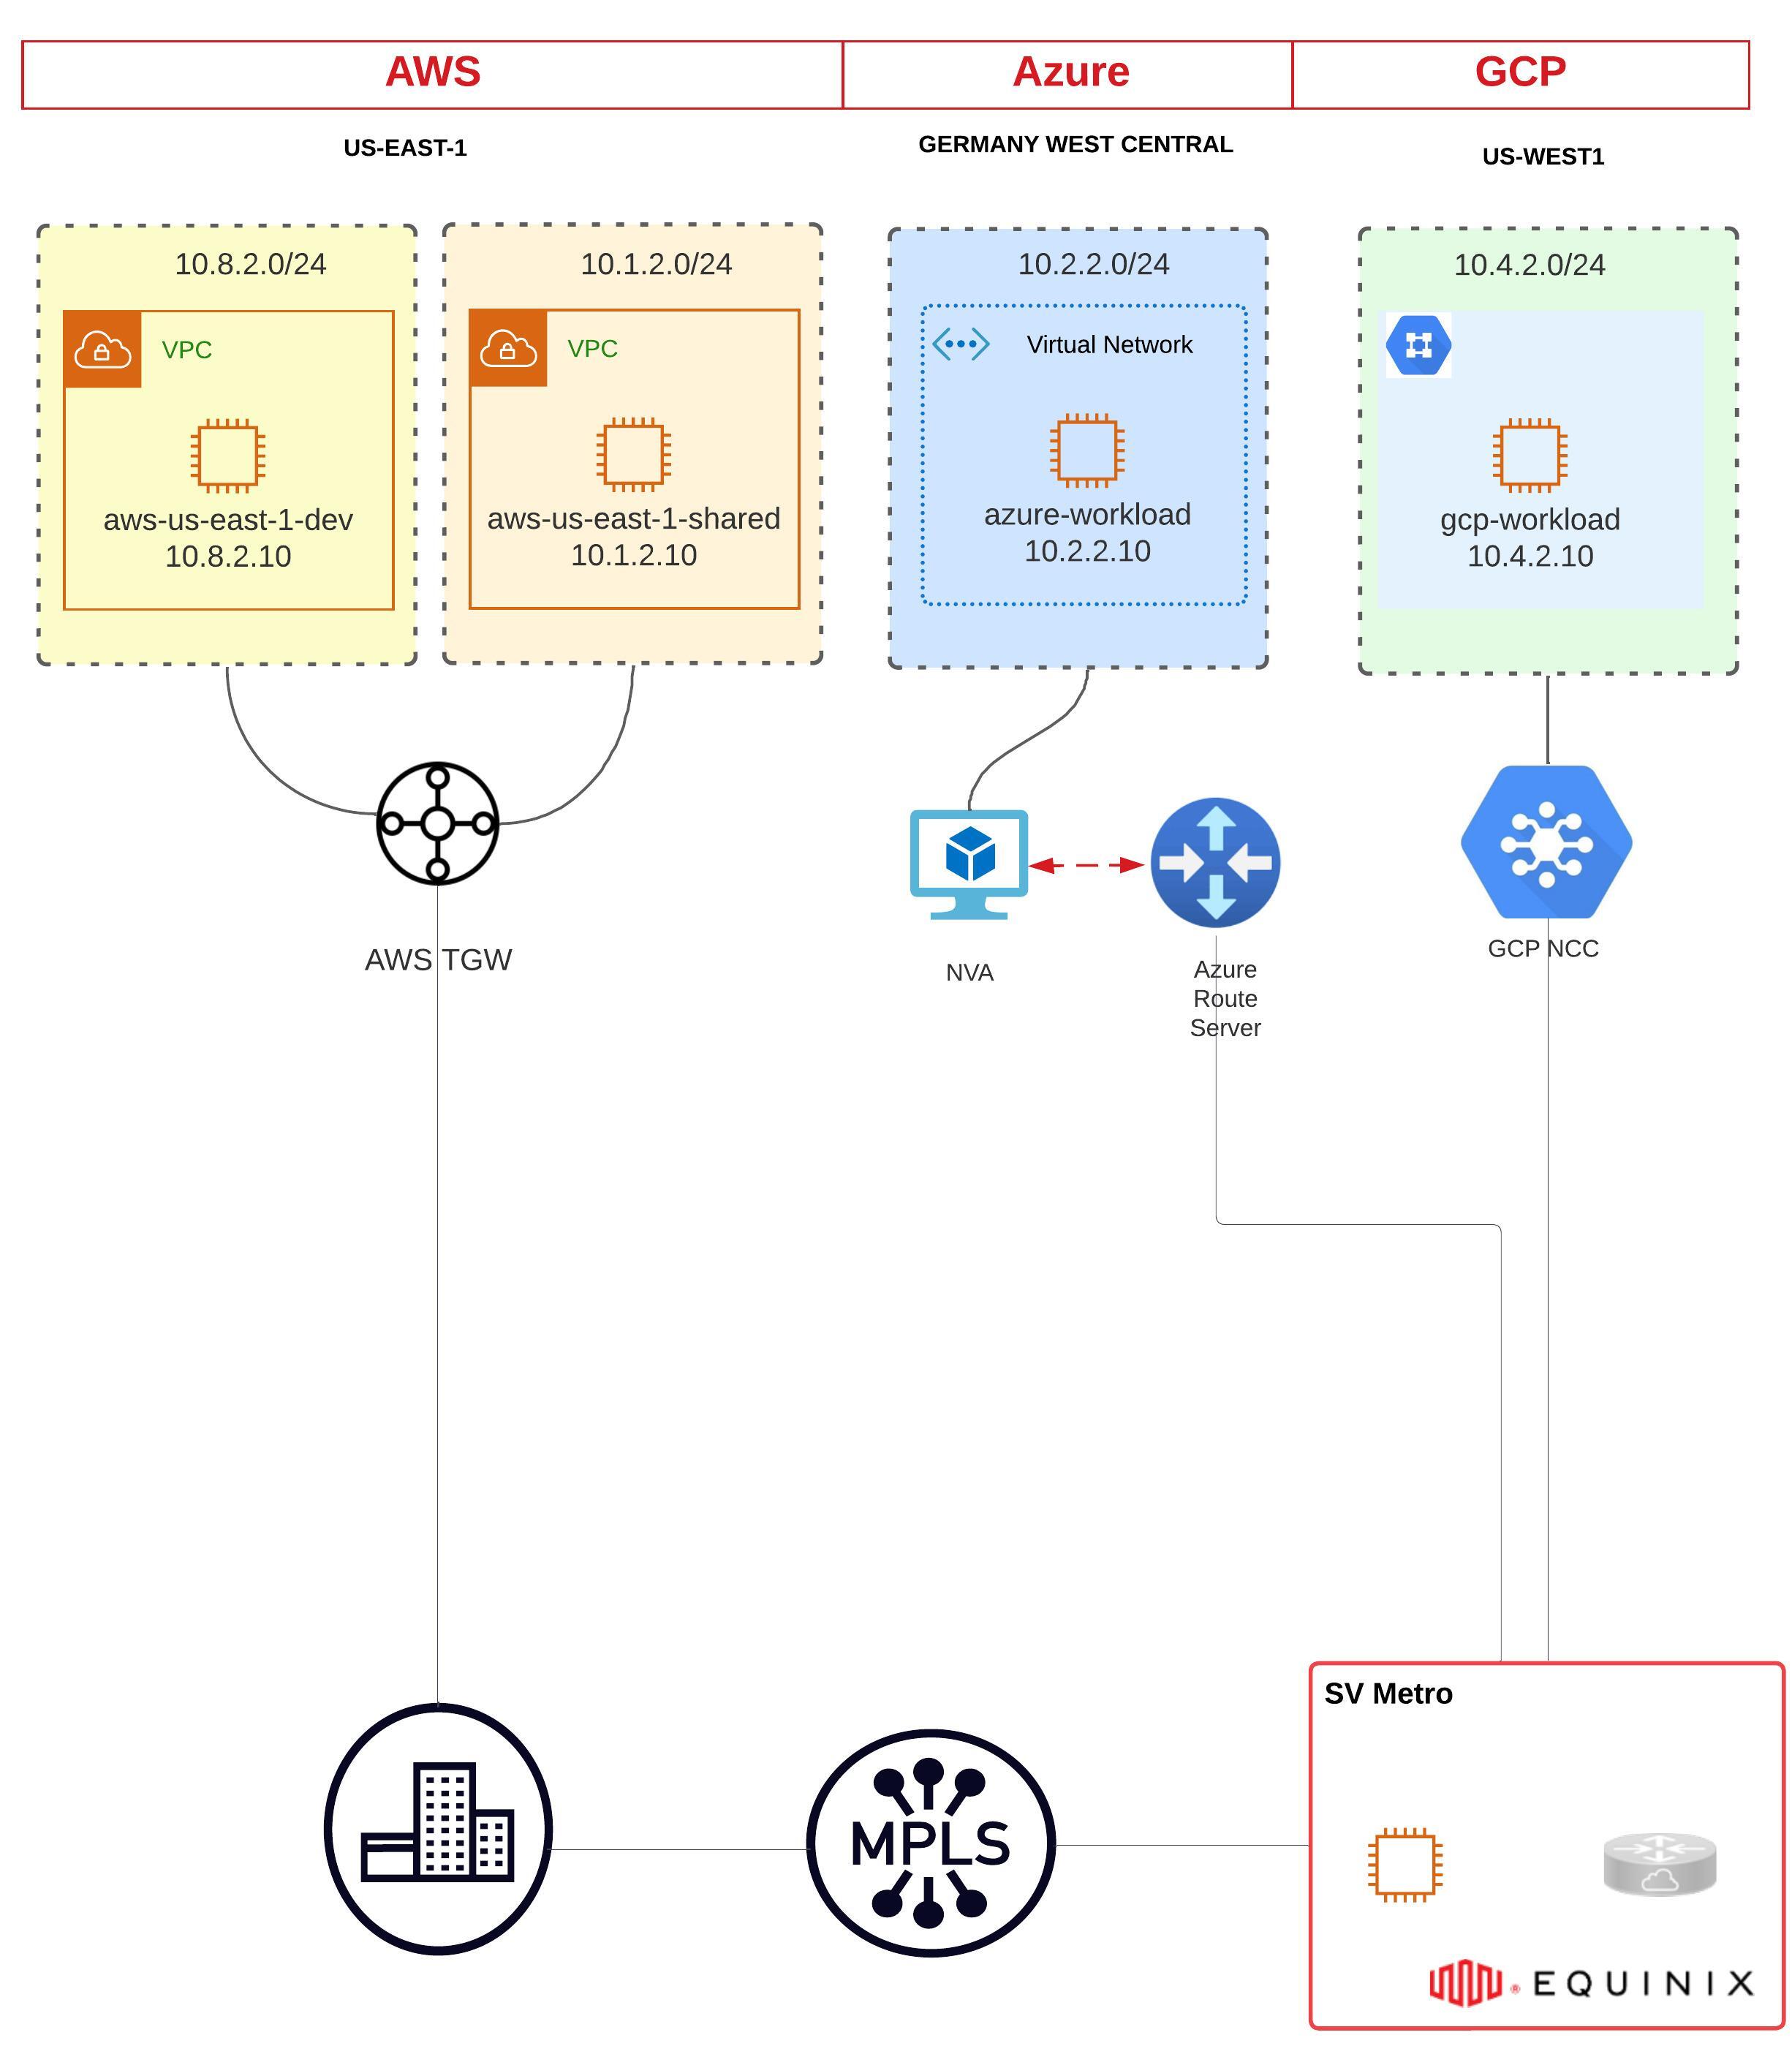 AWS
Azure
GCP
US-EAST-1
GERMANY WEST CENTRAL
US-WEST1
10.8.2.0/24
VPC
aws-us-east-1-dev
10.8.2.10
10.1.2.0/24
VPC
aws-us-east-1-shared
10.1.2.10
10.2.2.0/24
Virtual Network
azure-workload
10.2.2.10
10.4.2.0/24
gcp-workload
10.4.2.10
AWS TGW
NVA
Azure
Route
Server
GCP NCC
MPLS
SV Metro
® EQUINIX